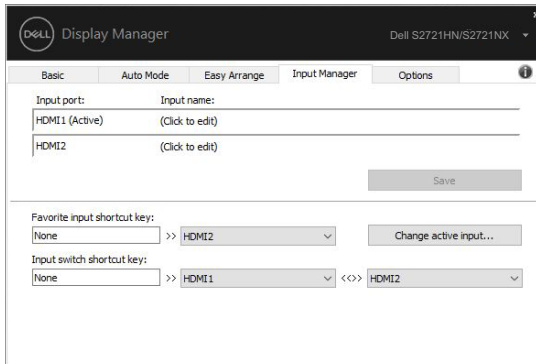 DELL Display Manager Dell S2721HN/S2721NX
Basic Auto Mode Easy Arrange Input Manager Options
Input port: Input name:
HDMI1 (Active) (Click to edit)
HDMI2 (Click to edit)
Save
Favorite input shortcut key:
None >> HDMI2 Change active input...
Input switch shortcut key:
None >> HDMI1 <<>> HDMI2